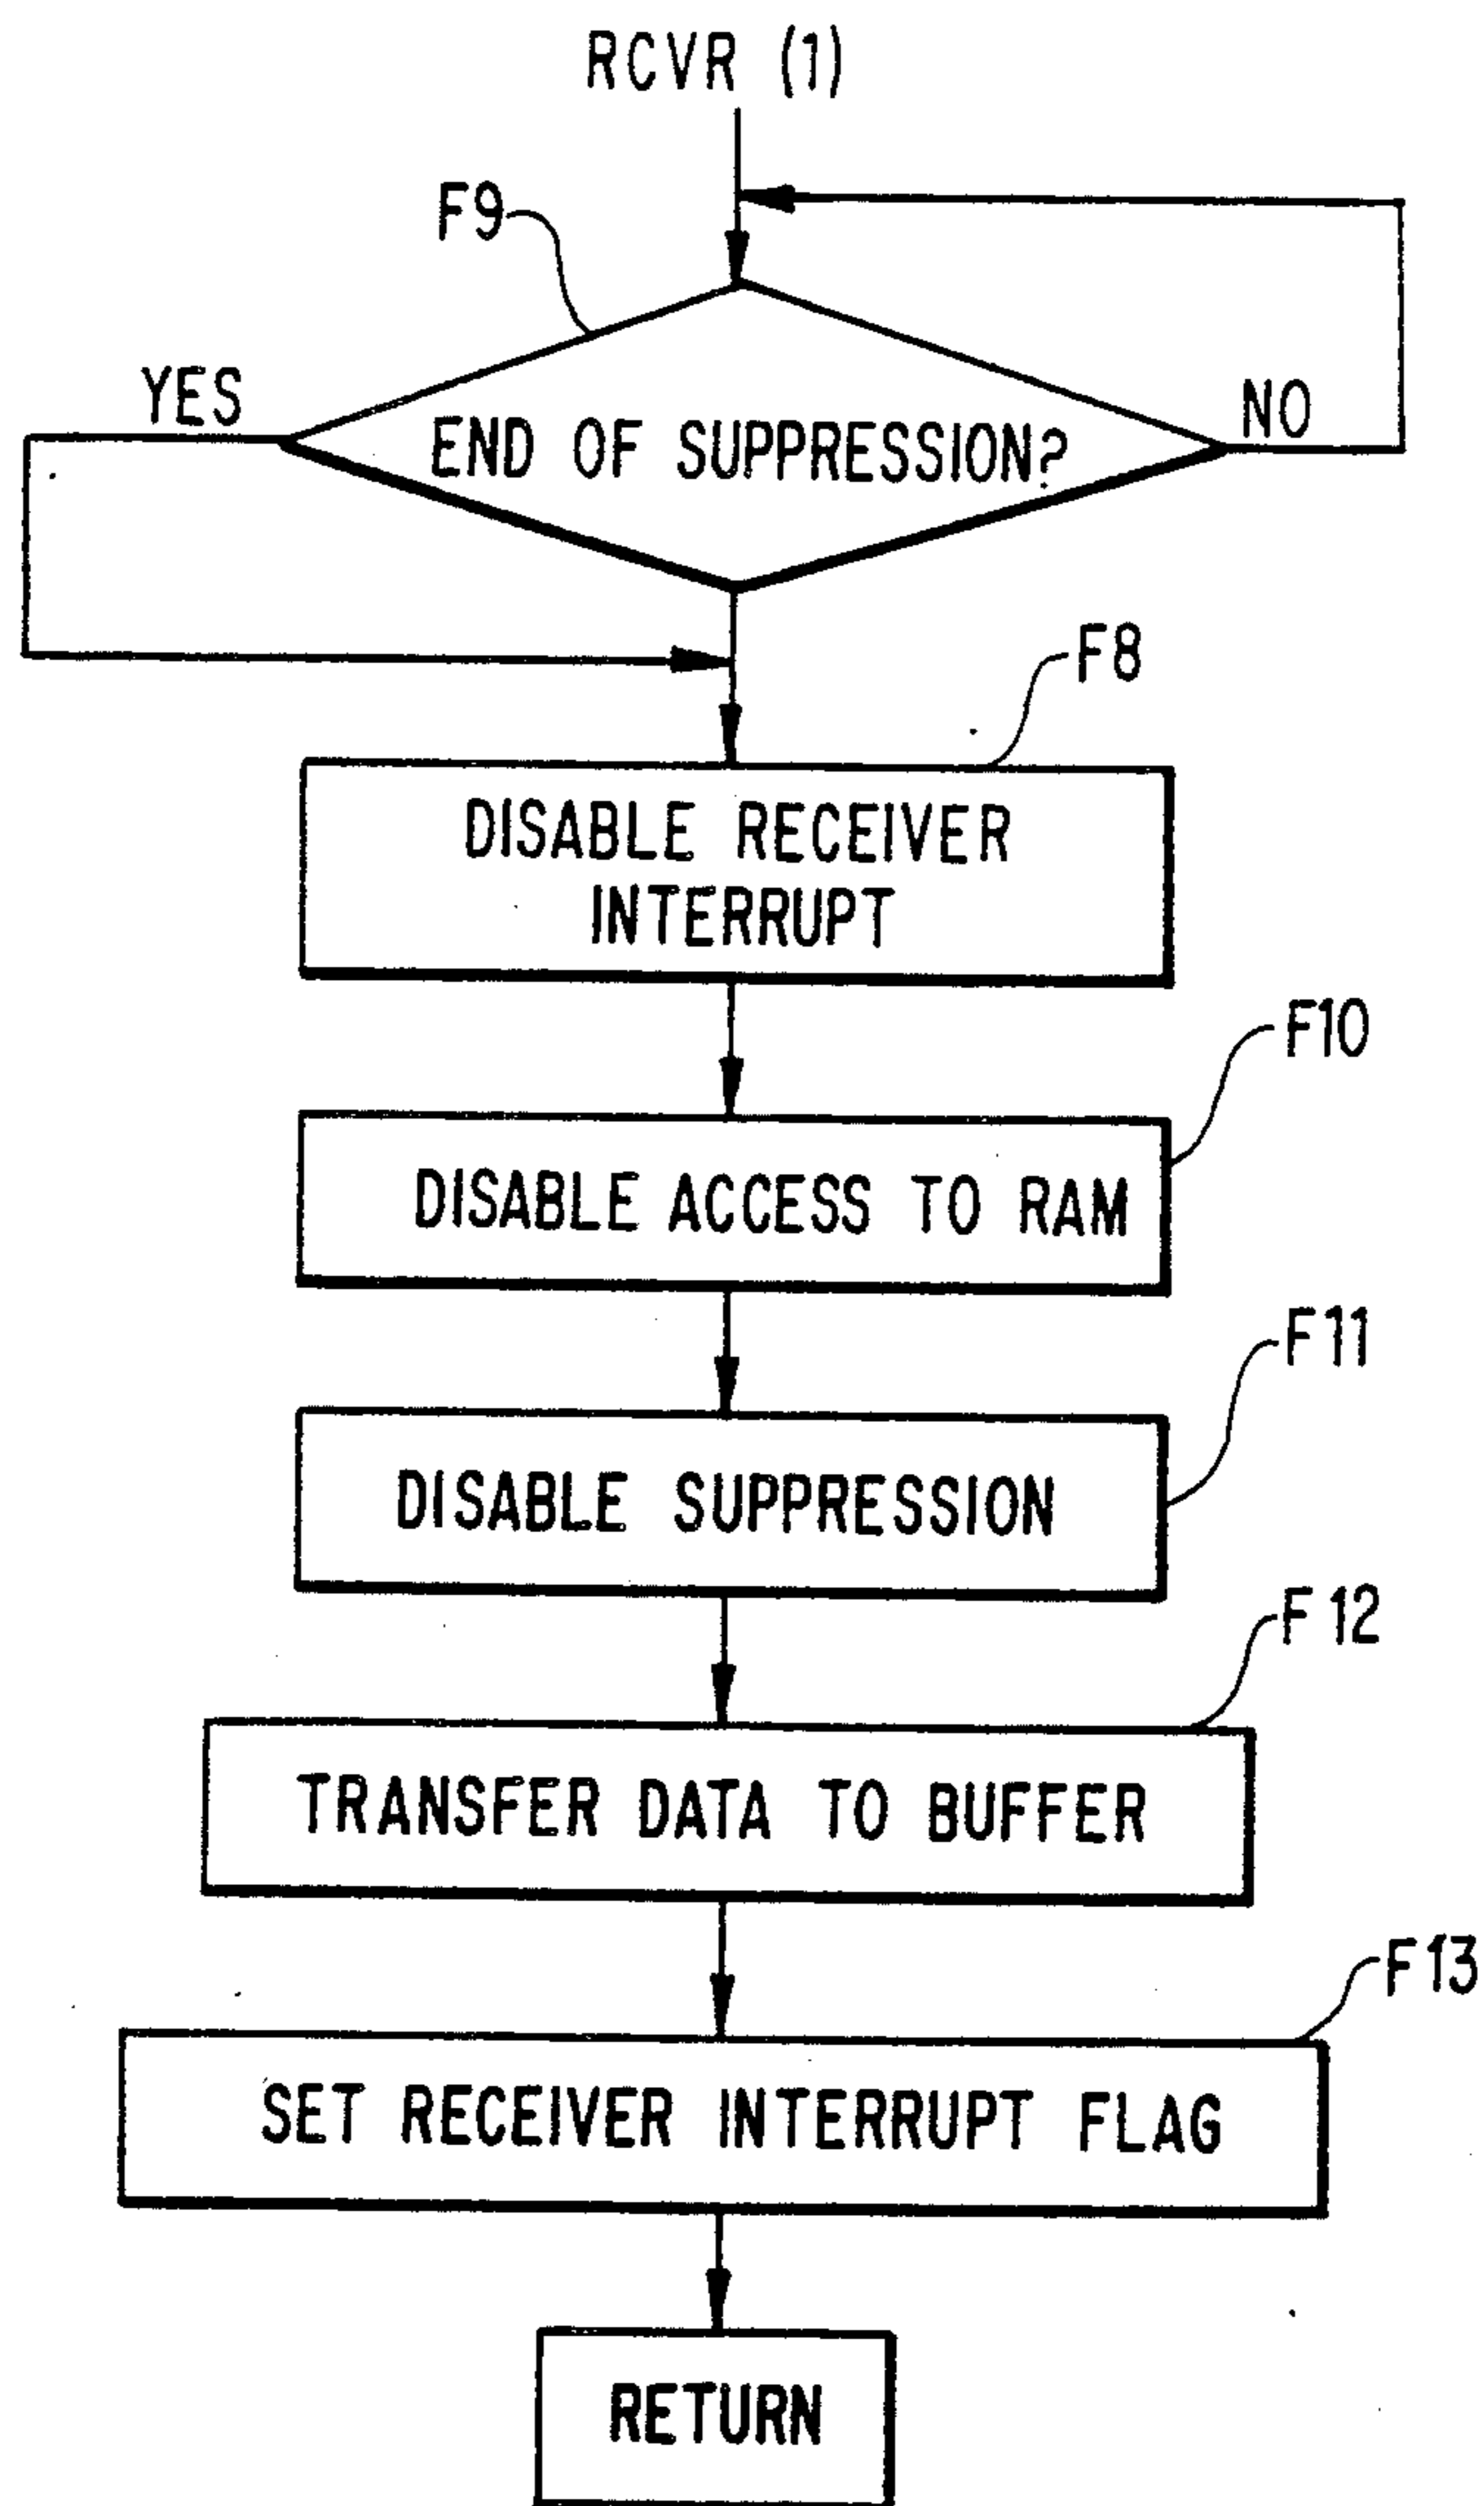 RCVR (1)
F9
YES
NO
END OF SUPPRESSION?
F8
DISABLE RECEIVER
INTERRUPT
F10
DISABLE ACCESS TO RAM
F11
DISABLE SUPPRESSION
F12
TRANSFER DATA TO BUFFER
F13
SET RECEIVER INTERRUPT FLAG
RETURN